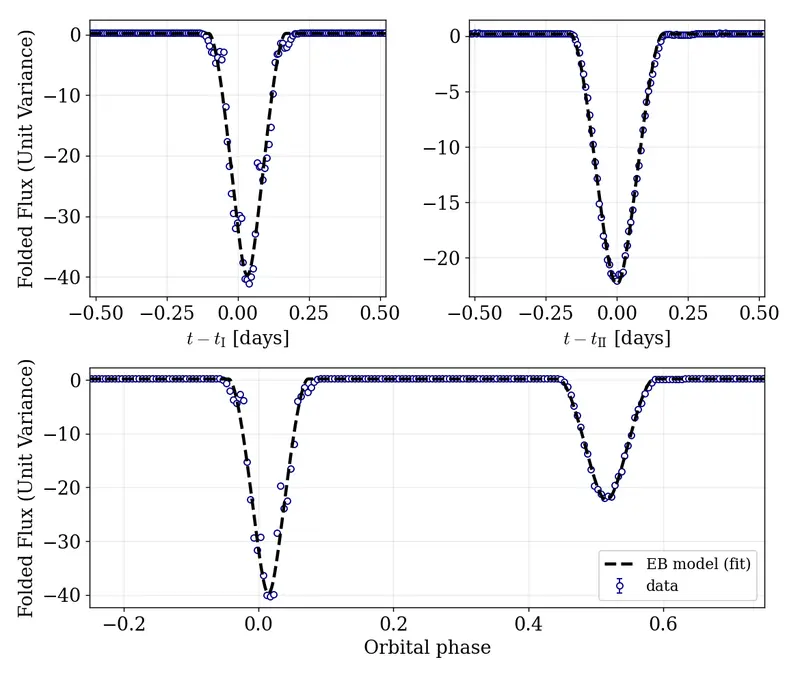 Folded Flux (Unit Variance)
0
−10
−20
−30
−40
−0.50 −0.25 0.00 0.25 0.50
t − tI [days]
0
−5
−10
−15
−20
−0.50 −0.25 0.00 0.25 0.50
t − tII [days]
Folded Flux (Unit Variance)
0
−10
−20
−30
−40
−0.2 0.0 0.2 0.4 0.6
Orbital phase
EB model (fit)
data